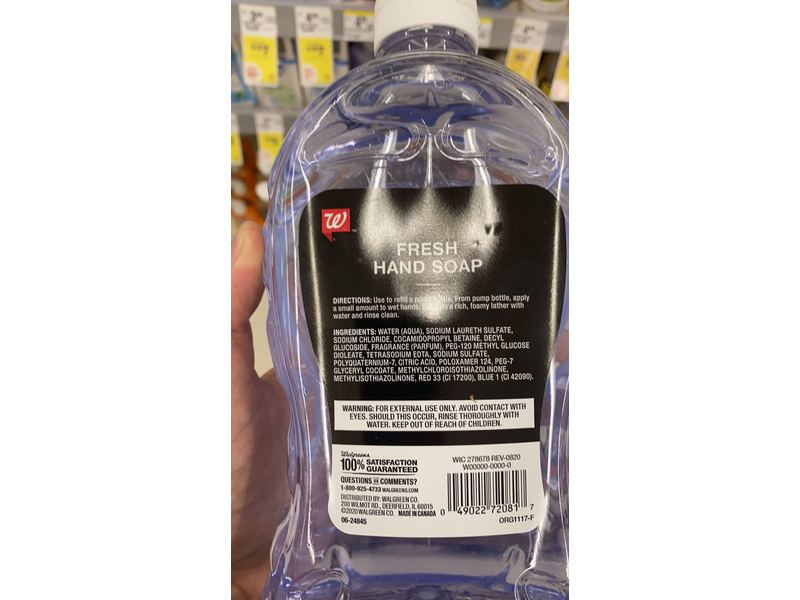 W
FRESH
HAND SOAP
DIRECTIONS: Use to refill a pump bottle. From pump bottle, apply
a small amount to wet hands. a rich, foamy lather with
water and rinse clean.
INGREDIENTS: WATER (AQUA), SODIUM LAURETH SULFATE,
SODIUM CHLORIDE, COCAMIDOPROPYL BETAINE, DECYL
GLUCOSIDE, FRAGRANCE (PARFUM), PEG-120 METHYL GLUCOSE
DIOLEATE, TETRASODIUM EDTA, SODIUM SULFATE,
POLYQUATERNIUM-7, CITRIC ACID, POLOXAMER 124, PEG-7
GLYCERYL COCOATE, METHYLCHLOROISOTHIAZOLINONE,
METHYLISOTHIAZOLINONE, RED 33 (CI 17200), BLUE 1 (CI 42090).
WARNING: FOR EXTERNAL USE ONLY. AVOID CONTACT WITH
EYES. SHOULD THIS OCCUR, RINSE THOROUGHLY WITH
WATER. KEEP OUT OF REACH OF CHILDREN.
Walgreens
100% SATISFACTION
GUARANTEED
QUESTIONS OR COMMENTS?
1-800-925-4733 WALGREENS.COM
DISTRIBUTED BY: WALGREEN CO.
200 WILMOT RD., DEERFIELD, IL 60015
©2020 WALGREEN CO. MADE IN CANADA
06-24845
WIC 278678 REV-0820
W00000-0000-0
0 49022 72081 7
ORG1117-F